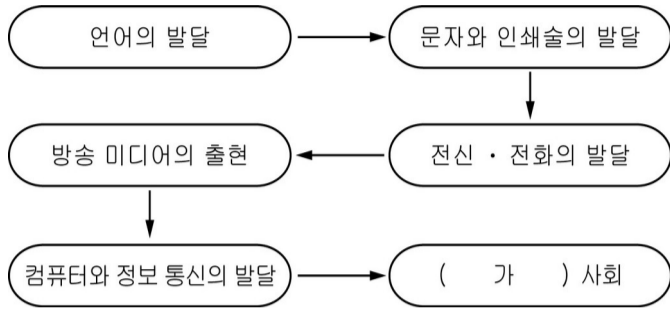 언어의 발달
문자와 인쇄술의 발달
방송 미디어의 출현
전신 · 전화의 발달
컴퓨터와 정보 통신의 발달
( 가 ) 사회